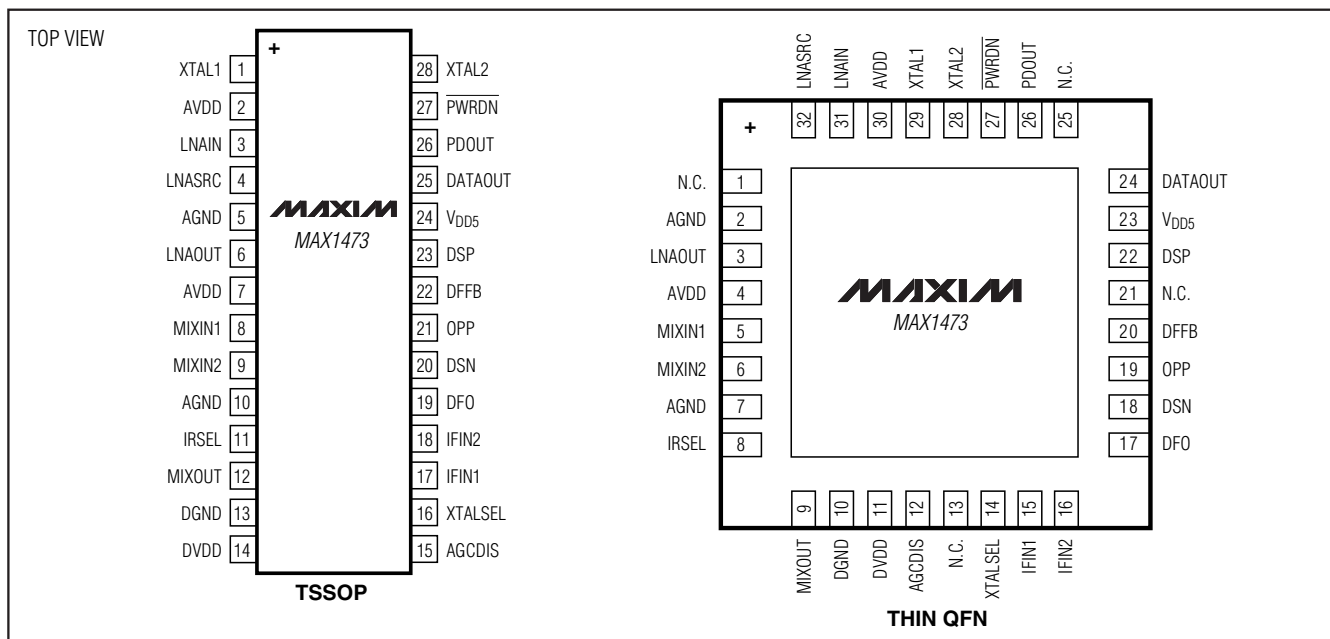 TOP VIEW
+
XTAL1 1
AVDD 2
LNAIN 3
LNASRC 4
AGND 5
LNAOUT 6
AVDD 7
MIXIN1 8
MIXIN2 9
AGND 10
IRSEL 11
MIXOUT 12
DGND 13
DVDD 14
28 XTAL2
27 PWRDN
26 PDOUT
25 DATAOUT
24 VDD5
23 DSP
22 DFFB
21 OPP
20 DSN
19 DFO
18 IFIN2
17 IFIN1
16 XTALSEL
15 AGCDIS
MAXIM
MAX1473
TSSOP
LNASRC
LNAIN
AVDD
XTAL1
XTAL2
PWRDN
PDOUT
N.C.
+
32
31
30
29
28
27
26
25
N.C. 1
AGND 2
LNAOUT 3
AVDD 4
MIXIN1 5
MIXIN2 6
AGND 7
IRSEL 8
24 DATAOUT
23 VDD5
22 DSP
21 N.C.
20 DFFB
19 OPP
18 DSN
17 DFO
MAXIM
MAX1473
9
10
11
12
13
14
15
16
MIXOUT
DGND
DVDD
AGCDIS
N.C.
XTALSEL
IFIN1
IFIN2
THIN QFN